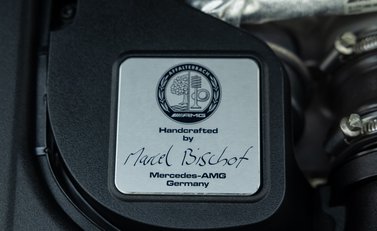 AFFALTERBACH
AMG
Handcrafted
by
Marcel Bischof
Mercedes-AMG
Germany